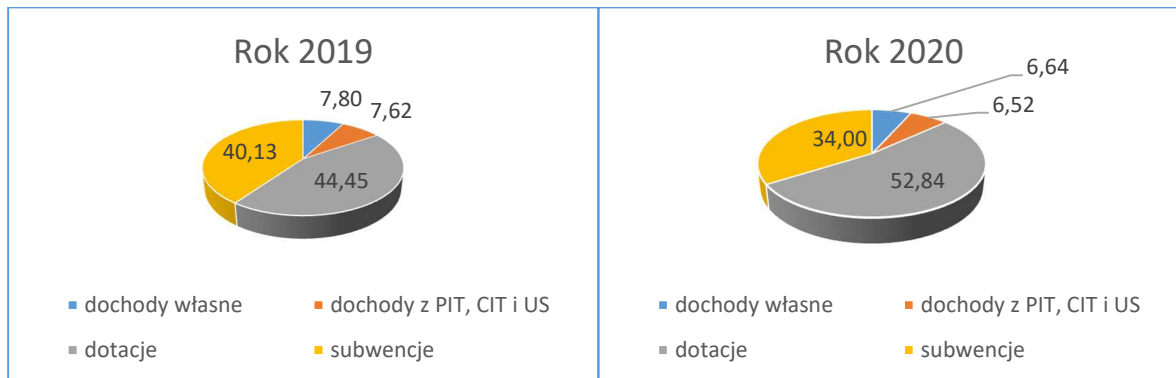 Rok 2019
7,80
7,62
40,13
44,45
dochody własne
dochody z PIT, CIT i US
dotacje
subwencje
Rok 2020
6,64
6,52
34,00
52,84
dochody własne
dochody z PIT, CIT i US
dotacje
subwencje